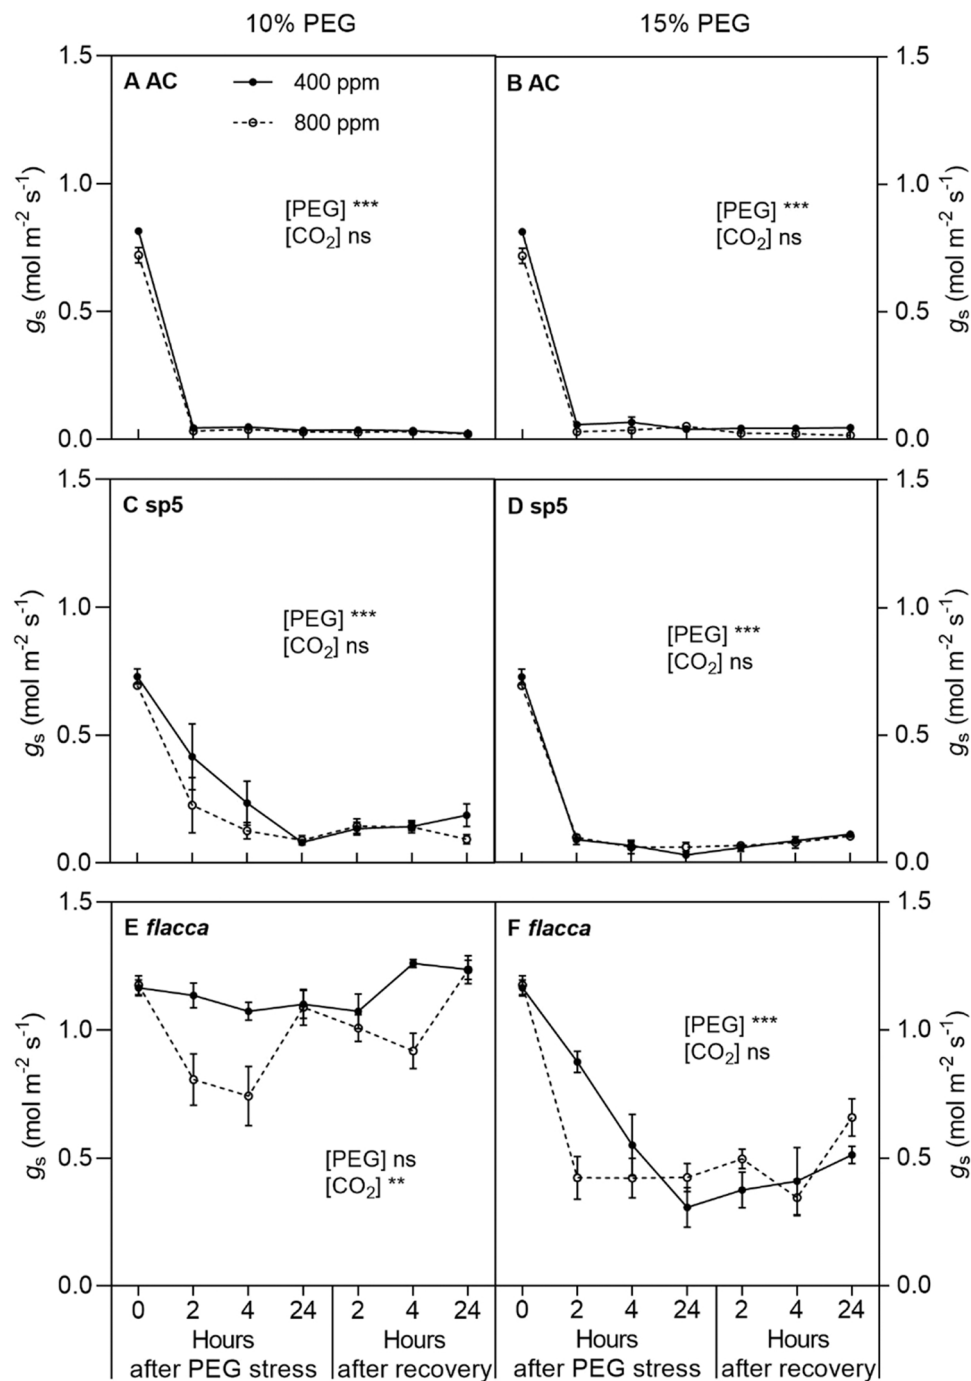 10% PEG
15% PEG
1.5
A AC
400 ppm
800 ppm
B AC
1.5
1.0
1.0
[PEG] ***
[CO2] ns
[PEG] ***
[CO2] ns
gs (mol m-2 s-1)
gs (mol m-2 s-1)
0.5
0.5
0.0
0.0
1.5
C sp5
D sp5
1.5
1.0
1.0
[PEG] ***
[CO2] ns
[PEG] ***
[CO2] ns
gs (mol m-2 s-1)
gs (mol m-2 s-1)
0.5
0.5
0.0
0.0
1.5
E flacca
F flacca
1.5
1.0
1.0
[PEG] ***
[CO2] ns
gs (mol m-2 s-1)
gs (mol m-2 s-1)
[PEG] ns
[CO2] **
0.5
0.5
0.0
0.0
0 2 4 24 2 4 24
0 2 4 24 2 4 24
Hours
after PEG stress
Hours
after recovery
Hours
after PEG stress
Hours
after recovery